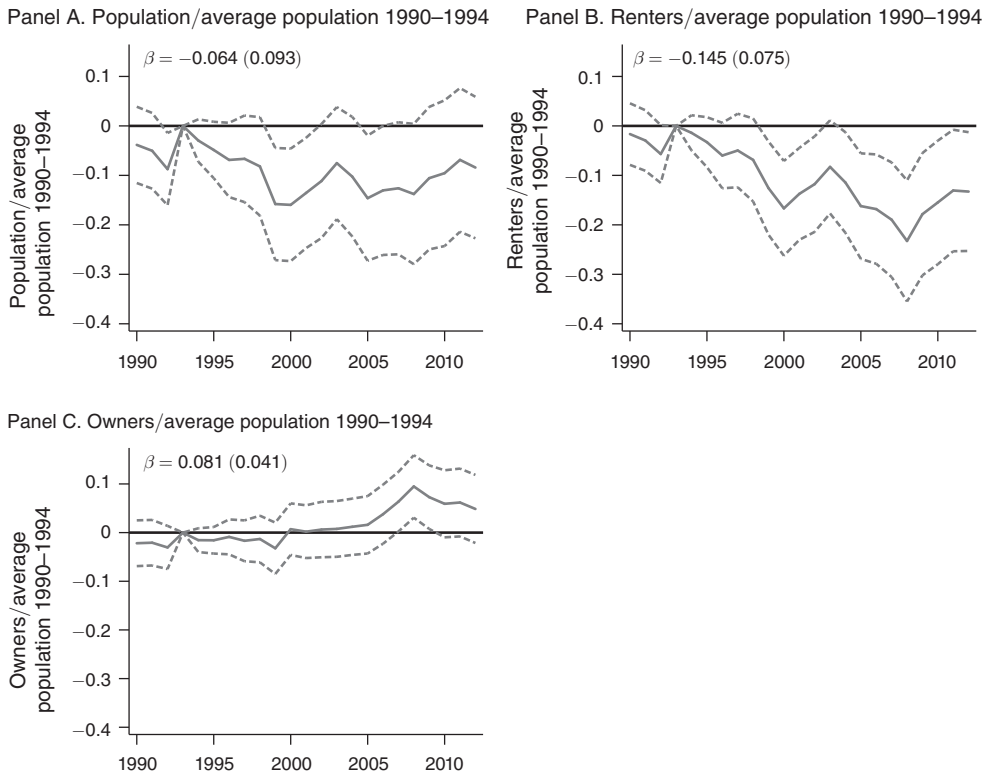 Panel A. Population/average population 1990–1994
β = −0.064 (0.093)
0.1
0
−0.1
−0.2
−0.3
−0.4
Population/average
population 1990–1994
1990 1995 2000 2005 2010
Panel B. Renters/average population 1990–1994
β = −0.145 (0.075)
0.1
0
−0.1
−0.2
−0.3
−0.4
Renters/average
population 1990–1994
1990 1995 2000 2005 2010
Panel C. Owners/average population 1990–1994
β = 0.081 (0.041)
0.1
0
−0.1
−0.2
−0.3
−0.4
Owners/average
population 1990–1994
1990 1995 2000 2005 2010